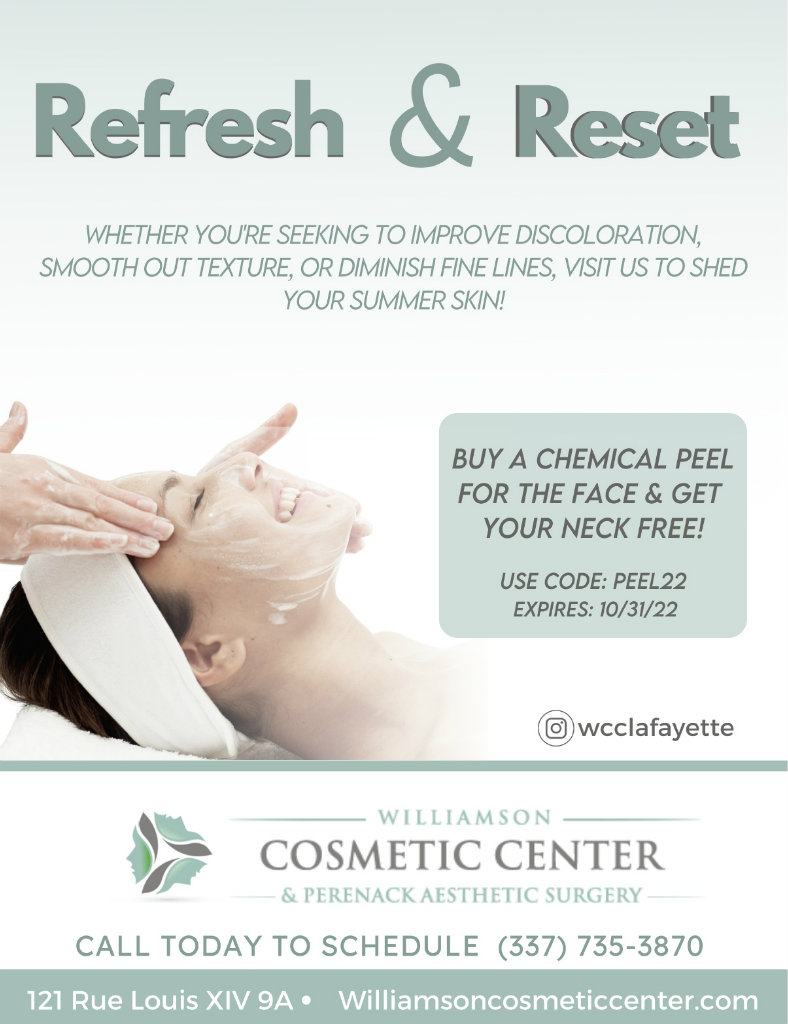 Refresh & Reset
WHETHER YOU'RE SEEKING TO IMPROVE DISCOLORATION,
SMOOTH OUT TEXTURE, OR DIMINISH FINE LINES, VISIT US TO SHED
YOUR SUMMER SKIN!
BUY A CHEMICAL PEEL
FOR THE FACE & GET
YOUR NECK FREE!
USE CODE: PEEL22
EXPIRES: 10/31/22
wcclafayette
WILLIAMSON
COSMETIC CENTER
& PERENACK AESTHETIC SURGERY
CALL TODAY TO SCHEDULE (337) 735-3870
121 Rue Louis XIV 9A • Williamsoncosmeticcenter.com